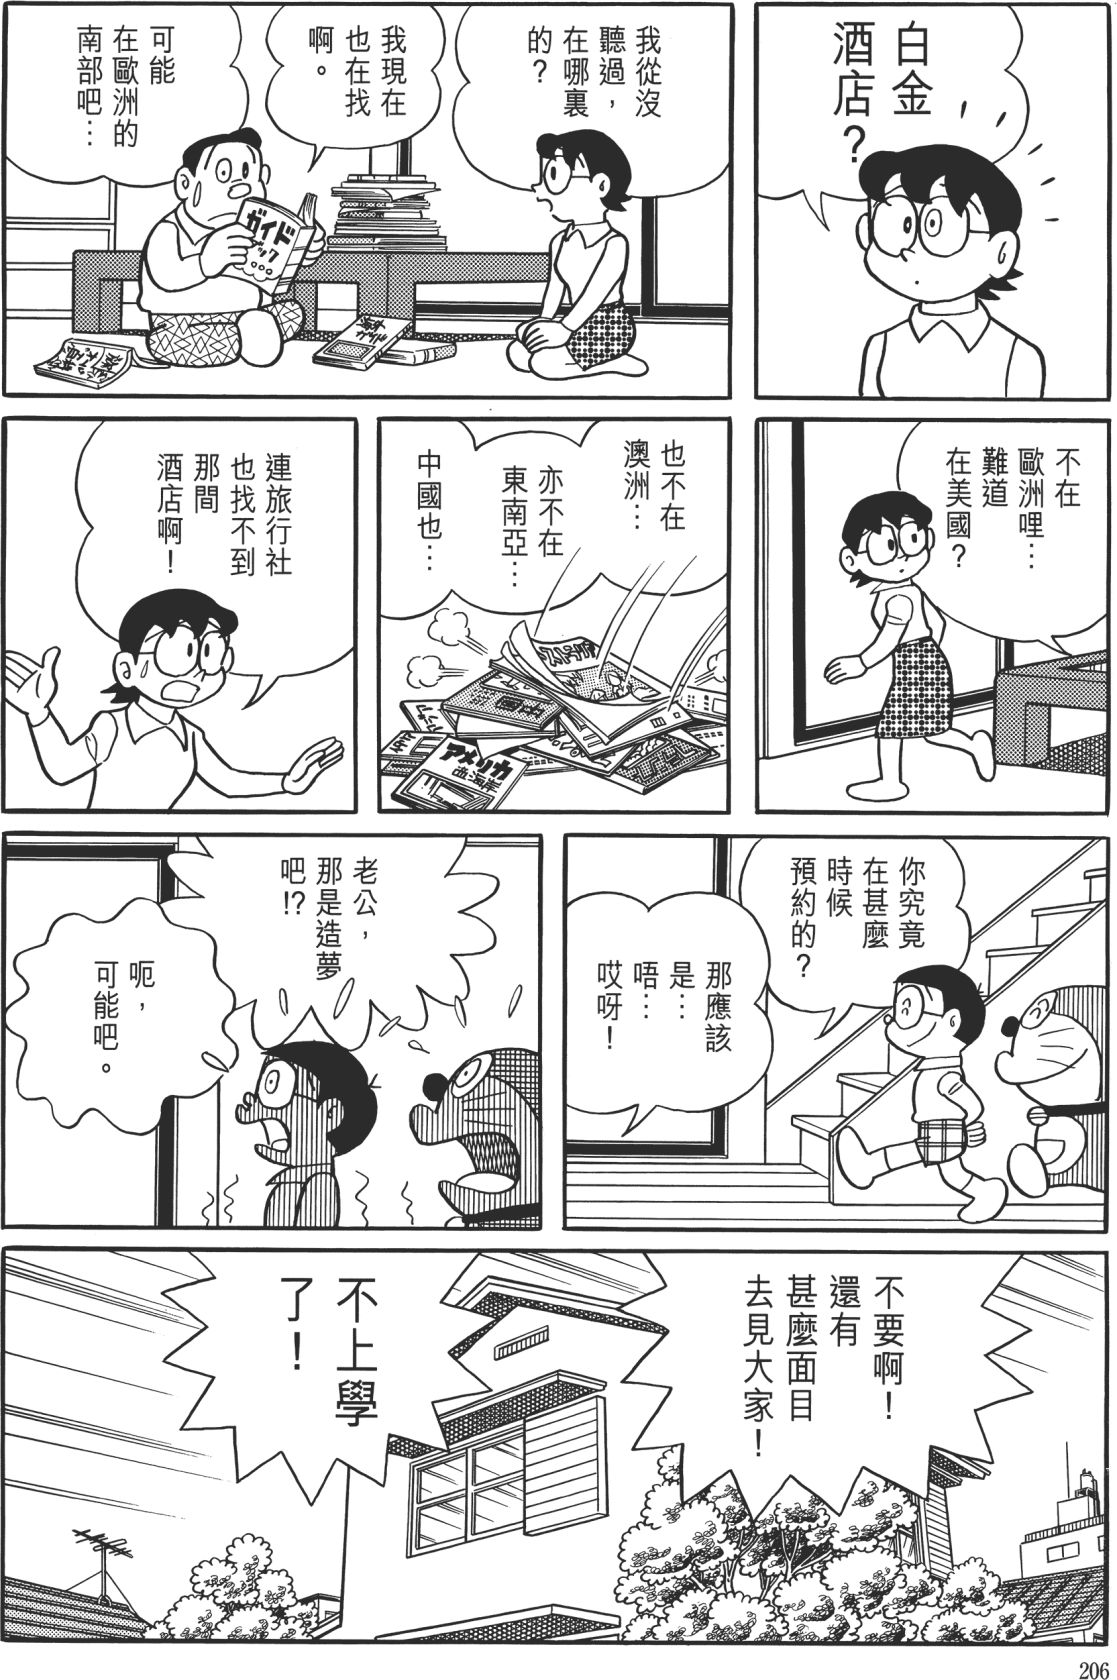 白金
酒店？
我從沒
聽過，
在哪裏
的？
我現在
也在找
啊。
可能
在歐洲的
南部吧…
ガイド
ブック
不在
歐洲哩…
難道
在美國？
也不在
澳洲…
亦不在
東南亞…
中國也…
アメリカ
西海岸
連旅行社
也找不到
那間
酒店啊！
你究竟
在甚麼
時候
預約的？
那應該
是…
唔…
哎呀！
老公，
那是造夢
吧!?
呃，
可能吧。
不要啊！
還有
甚麼面目
去見大家！
不上學
了！
206